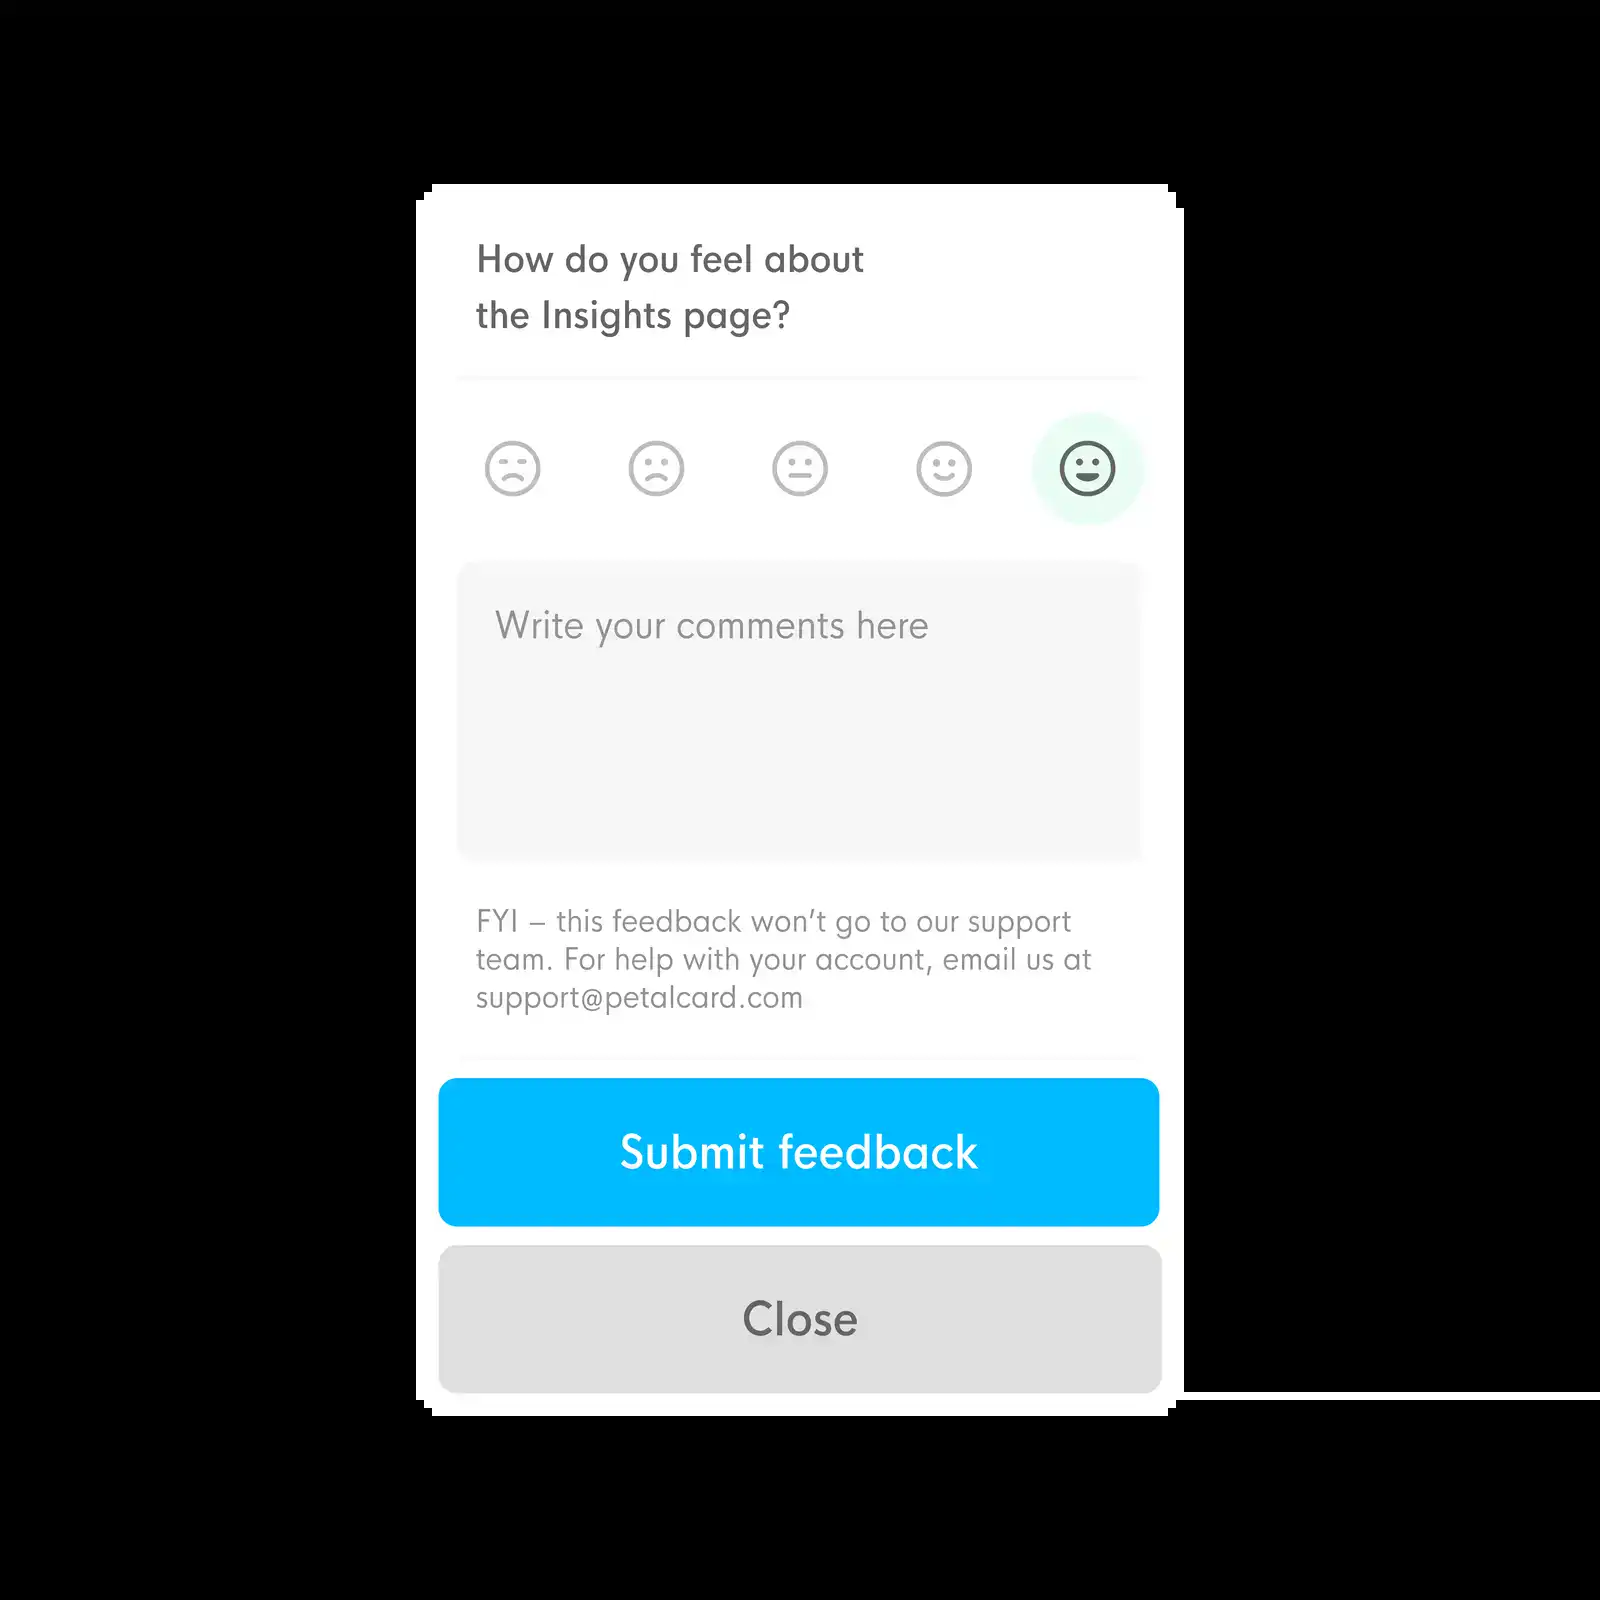 How do you feel about
the Insights page?
Write your comments here
FYI – this feedback won’t go to our support
team. For help with your account, email us at
support@petalcard.com
Submit feedback
Close